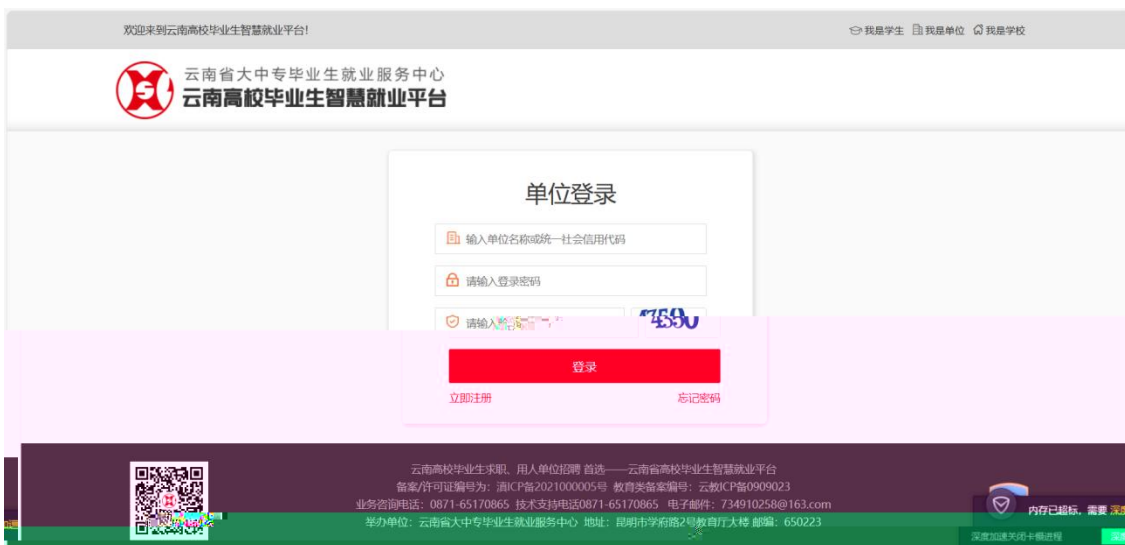 欢迎来到云南高校毕业生智慧就业平台!
我是学生 我是单位 我是学校
云南省大中专毕业生就业服务中心
云南高校毕业生智慧就业平台
单位登录
输入单位名称或统一社会信用代码
请输入登录密码
请输入
登录
立即注册 忘记密码
云南高校毕业生求职、用人单位招聘 首选——云南省高校毕业生智慧就业平台
备案/许可证编号为: 滇ICP备2021000005号 教育类备案编号: 云教ICP备0909023
业务咨询电话: 0871-65170865 技术支持电话0871-65170865 电子邮件: 734910258@163.com
举办单位: 云南省大中专毕业生就业服务中心 地址: 昆明市学府路2号教育厅大楼 邮编: 650223
内存已超标, 需要
深度加速关闭卡慢进程